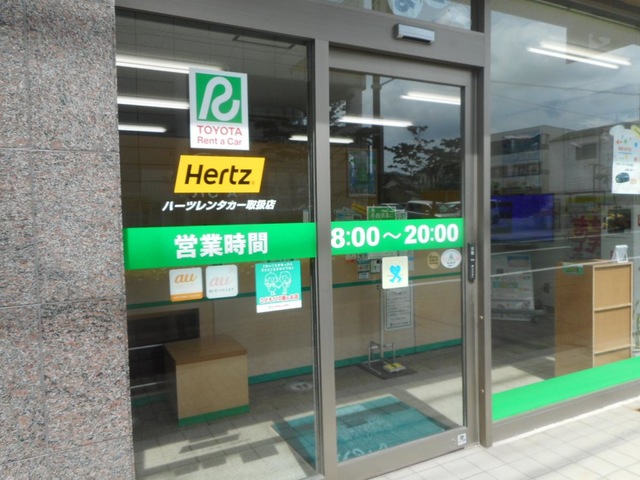 TOYOTA
Rent a Car
Hertz
ハーツレンタカー取扱店
営業時間 8:00〜20:00
au
au